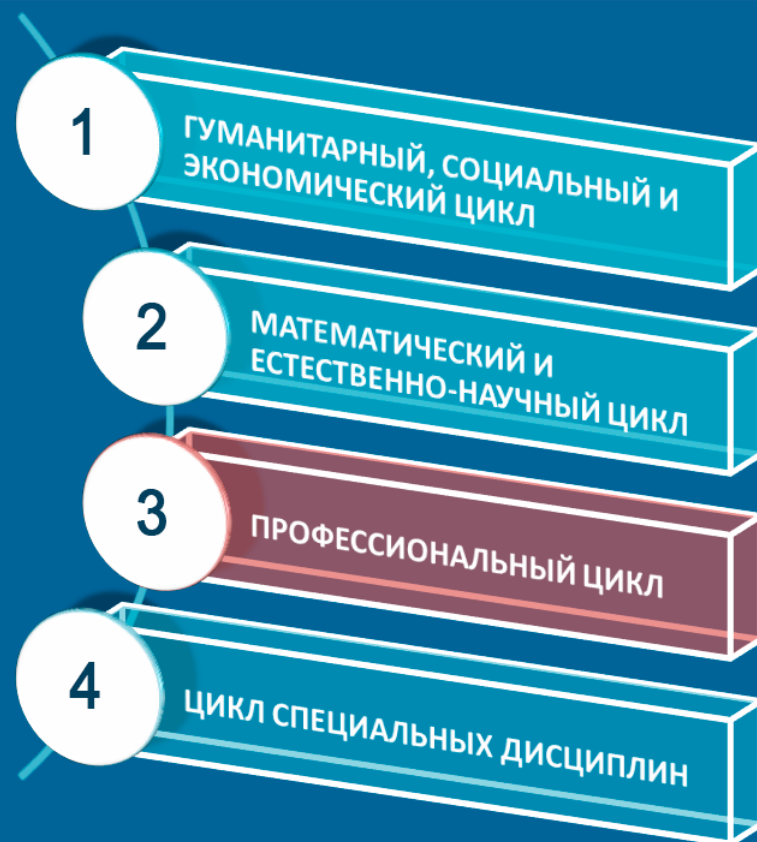 1
ГУМАНИТАРНЫЙ, СОЦИАЛЬНЫЙ И
ЭКОНОМИЧЕСКИЙ ЦИКЛ
2
МАТЕМАТИЧЕСКИЙ И
ЕСТЕСТВЕННО-НАУЧНЫЙ ЦИКЛ
3
ПРОФЕССИОНАЛЬНЫЙ ЦИКЛ
4
ЦИКЛ СПЕЦИАЛЬНЫХ ДИСЦИПЛИН